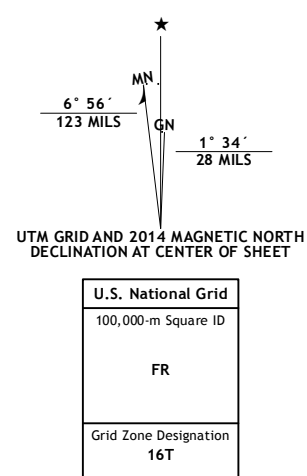 MN
6° 56´
123 MILS
GN
1° 34´
28 MILS
UTM GRID AND 2014 MAGNETIC NORTH
DECLINATION AT CENTER OF SHEET
U.S. National Grid
100,000-m Square ID
FR
Grid Zone Designation
16T